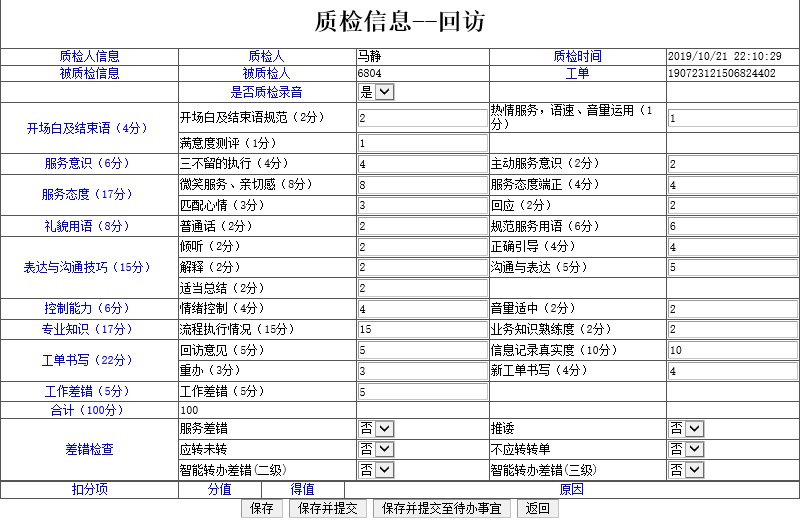 质检信息--回访
质检人信息 质检人 马静 质检时间 2019/10/21 22:10:29
被质检信息 被质检人 6804 工单 190723121506824402
是否质检录音 是
开场白及结束语（4分） 开场白及结束语规范（2分） 2 热情服务，语速、音量运用（1
分） 1
满意度测评（1分） 1
服务意识（6分） 三不留的执行（4分） 4 主动服务意识（2分） 2
服务态度（17分） 微笑服务、亲切感（8分） 8 服务态度端正（4分） 4
匹配心情（3分） 3 回应（2分） 2
礼貌用语（8分） 普通话（2分） 2 规范服务用语（6分） 6
表达与沟通技巧（15分） 倾听（2分） 2 正确引导（4分） 4
解释（2分） 2 沟通与表达（5分） 5
适当总结（2分） 2
控制能力（6分） 情绪控制（4分） 4 音量适中（2分） 2
专业知识（17分） 流程执行情况（15分） 15 业务知识熟练度（2分） 2
工单书写（22分） 回访意见（5分） 5 信息记录真实度（10分） 10
重办（3分） 3 新工单书写（4分） 4
工作差错（5分） 工作差错（5分） 5
合计（100分） 100
差错检查 服务差错 否 推诿 否
应转未转 否 不应转转单 否
智能转办差错(二级) 否 智能转办差错(三级) 否
扣分项 分值 得值 原因
保存 保存并提交 保存并提交至待办事宜 返回